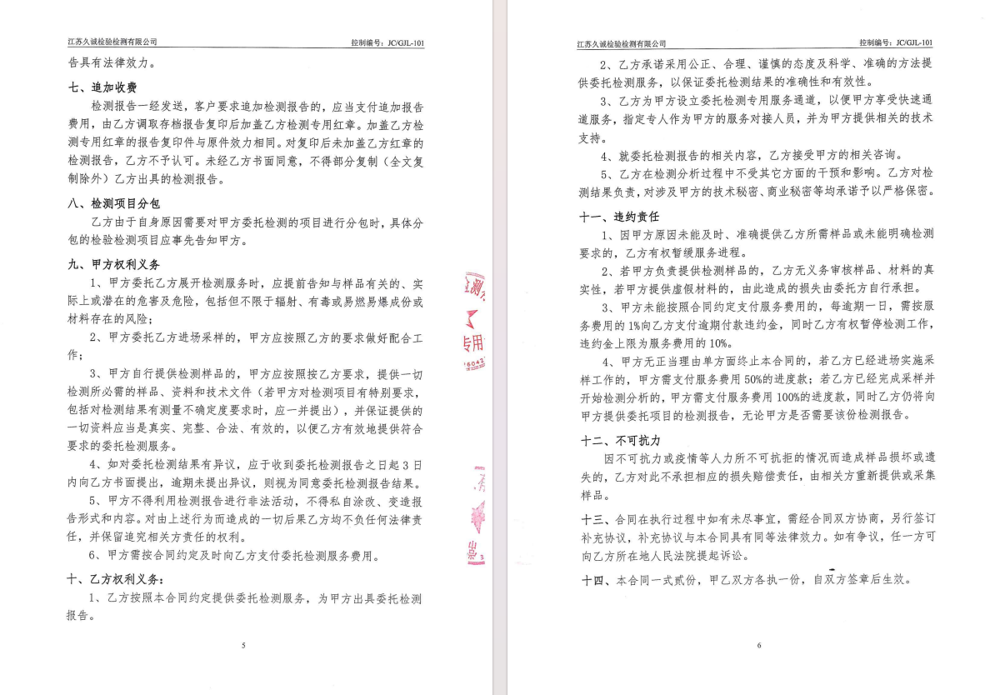 江苏久诚检验检测有限公司 控制编号：JC/GJL-101
告具有法律效力。
七、追加收费
检测报告一经发送，客户要求追加检测报告的，应当支付追加报告
费用，由乙方调取存档报告复印后加盖乙方检测专用红章。加盖乙方检
测专用红章的报告复印件与原件效力相同。对复印后未加盖乙方红章的
检测报告，乙方不予认可。未经乙方书面同意，不得部分复制（全文复
制除外）乙方出具的检测报告。
八、检测项目分包
乙方由于自身原因需要对甲方委托检测的项目进行分包时，具体分
包的检验检测项目应事先告知甲方。
九、甲方权利义务
1、甲方委托乙方展开检测服务时，应提前告知与样品有关的、实
际上或潜在的危害及危险，包括但不限于辐射、有毒或易燃易爆成份或
材料存在的风险；
2、甲方委托乙方进场采样的，甲方应按照乙方的要求做好配合工
作；
3、甲方自行提供检测样品的，甲方应按照按乙方要求，提供一切
检测所必需的样品、资料和技术文件（若甲方对检测项目有特别要求，
包括对检测结果有测量不确定度要求时，应一并提出），并保证提供的
一切资料应当是真实、完整、合法、有效的，以便乙方有效地提供符合
要求的委托检测服务。
4、如对委托检测结果有异议，应于收到委托检测报告之日起 3 日
内向乙方书面提出，逾期未提出异议，则视为同意委托检测报告结果。
5、甲方不得利用检测报告进行非法活动，不得私自涂改、变造报
告形式和内容。对由上述行为而造成的一切后果乙方均不负任何法律责
任，并保留追究相关方责任的权利。
6、甲方需按合同约定及时向乙方支付委托检测服务费用。
十、乙方权利义务：
1、乙方按照本合同约定提供委托检测服务，为甲方出具委托检测
报告。
5
测
专用
6042
江苏久诚检验检测有限公司 控制编号：JC/GJL-101
2、乙方承诺采用公正、合理、谨慎的态度及科学、准确的方法提
供委托检测服务，以保证委托检测结果的准确性和有效性。
3、乙方为甲方设立委托检测专用服务通道，以便甲方享受快速通
道服务，指定专人作为甲方的服务对接人员，并为甲方提供相关的技术
支持。
4、就委托检测报告的相关内容，乙方接受甲方的相关咨询。
5、乙方在检测分析过程中不受其它方面的干预和影响。乙方对检
测结果负责，对涉及甲方的技术秘密、商业秘密等均承诺予以严格保密。
十一、违约责任
1、因甲方原因未能及时、准确提供乙方所需样品或未能明确检测
要求的，乙方有权暂缓服务进程。
2、若甲方负责提供检测样品的，乙方无义务审核样品、材料的真
实性，若甲方提供虚假材料的，由此造成的损失由委托方自行承担。
3、甲方未能按照合同约定支付服务费用的，每逾期一日，需按服
务费用的 1%向乙方支付逾期付款违约金，同时乙方有权暂停检测工作，
违约金上限为服务费用的 10%。
4、甲方无正当理由单方面终止本合同的，若乙方已经进场实施采
样工作的，甲方需支付服务费用 50%的进度款；若乙方已经完成采样并
开始检测分析的，甲方需支付服务费用 100%的进度款，同时乙方仍将向
甲方提供委托项目的检测报告，无论甲方是否需要该份检测报告。
十二、不可抗力
因不可抗力或疫情等人力所不可抗拒的情况而造成样品损坏或遗
失的，乙方对此不承担相应的损失赔偿责任，由相关方重新提供或采集
样品。
十三、合同在执行过程中如有未尽事宜，需经合同双方协商，另行签订
补充协议，补充协议与本合同具有同等法律效力。如有争议，任一方可
向乙方所在地人民法院提起诉讼。
十四、本合同一式贰份，甲乙双方各执一份，自双方签章后生效。
6